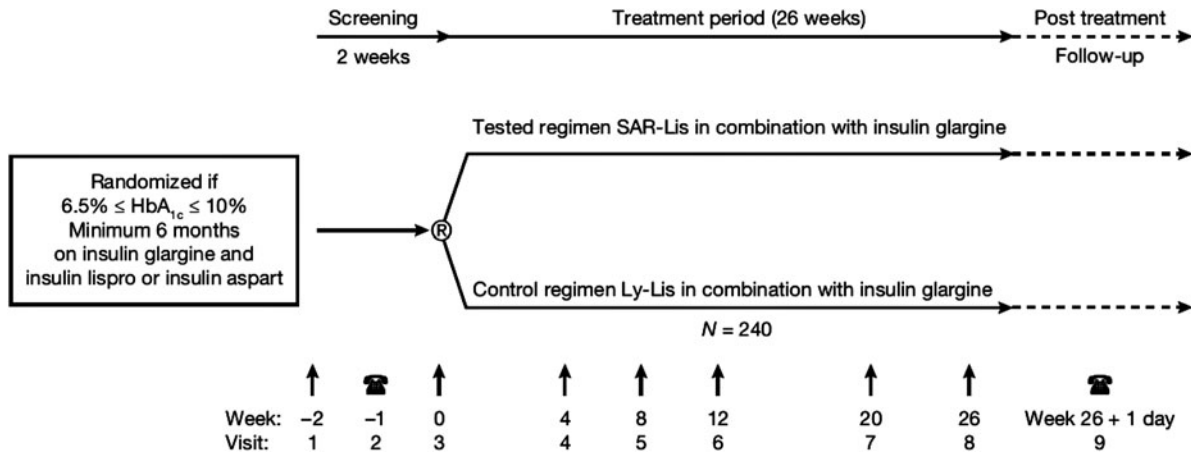 Screening
Treatment period (26 weeks)
Post treatment
2 weeks
Follow-up
Tested regimen SAR-Lis in combination with insulin glargine
Randomized if
6.5% ≤ HbA1c ≤ 10%
Minimum 6 months
on insulin glargine and
insulin lispro or insulin aspart
R
Control regimen Ly-Lis in combination with insulin glargine
N = 240
Week: −2 −1 0 4 8 12 20 26 Week 26 + 1 day
Visit: 1 2 3 4 5 6 7 8 9